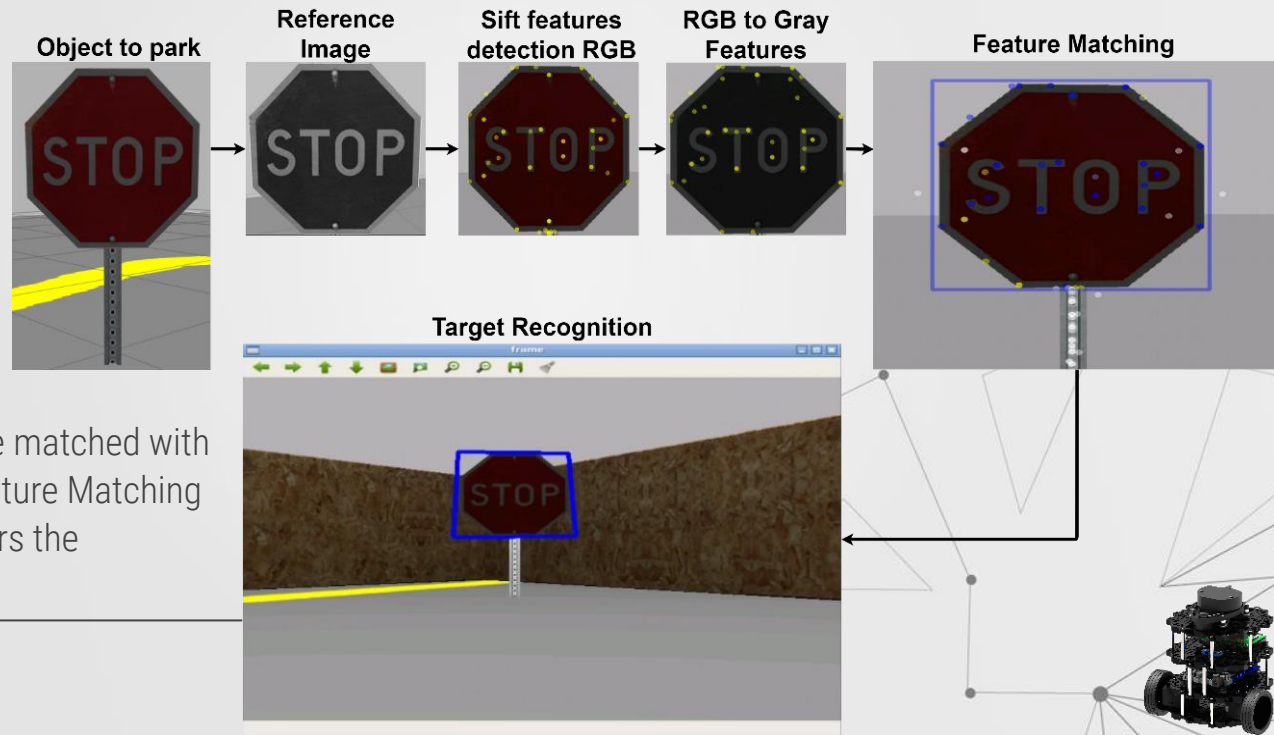 Object to park
Reference
Image
Sift features
detection RGB
RGB to Gray
Features
Feature Matching
STOP
STOP
STOP
STOP
STOP
Target Recognition
frame
STOP
e matched with
ture Matching
rs the